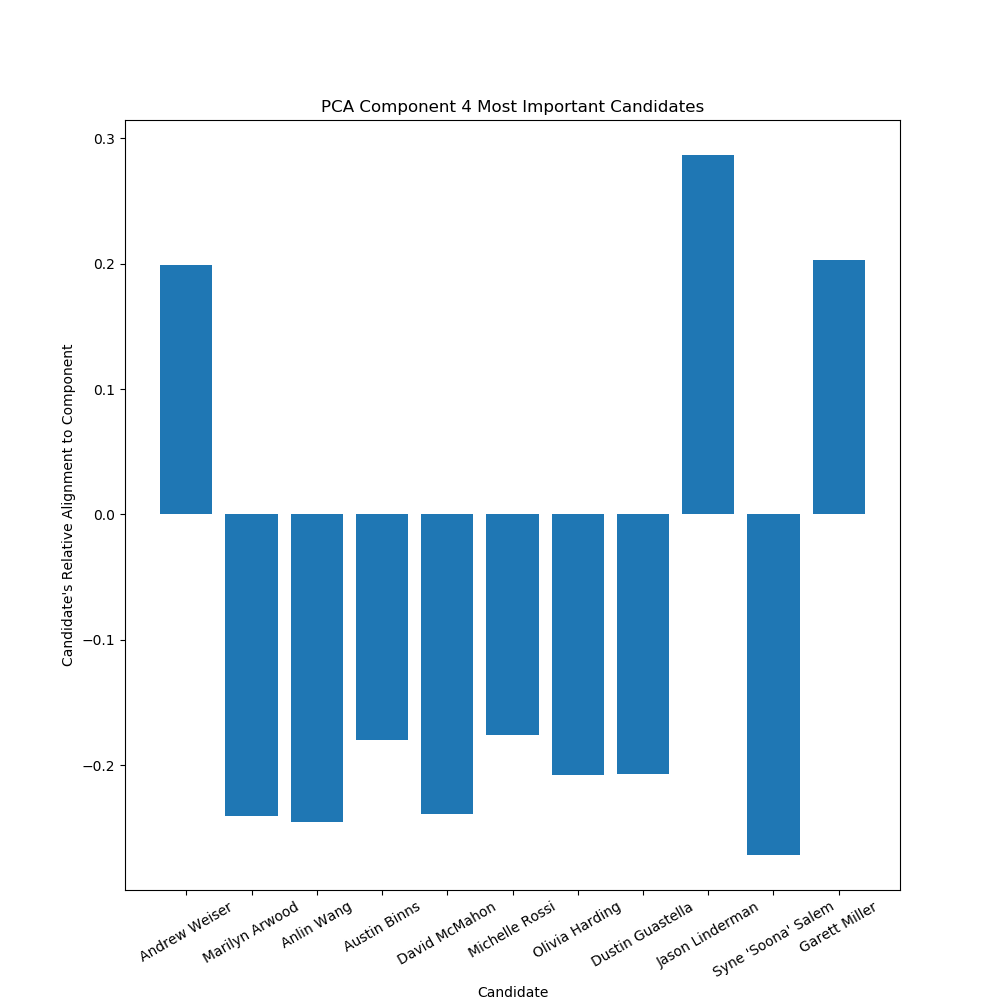 PCA Component 4 Most Important Candidates
Candidate's Relative Alignment to Component
0.3
0.2
0.1
0.0
−0.1
−0.2
Andrew Weiser
Marilyn Arwood
Anlin Wang
Austin Binns
David McMahon
Michelle Rossi
Olivia Harding
Dustin Guastella
Jason Linderman
Syne 'Soona' Salem
Garett Miller
Candidate